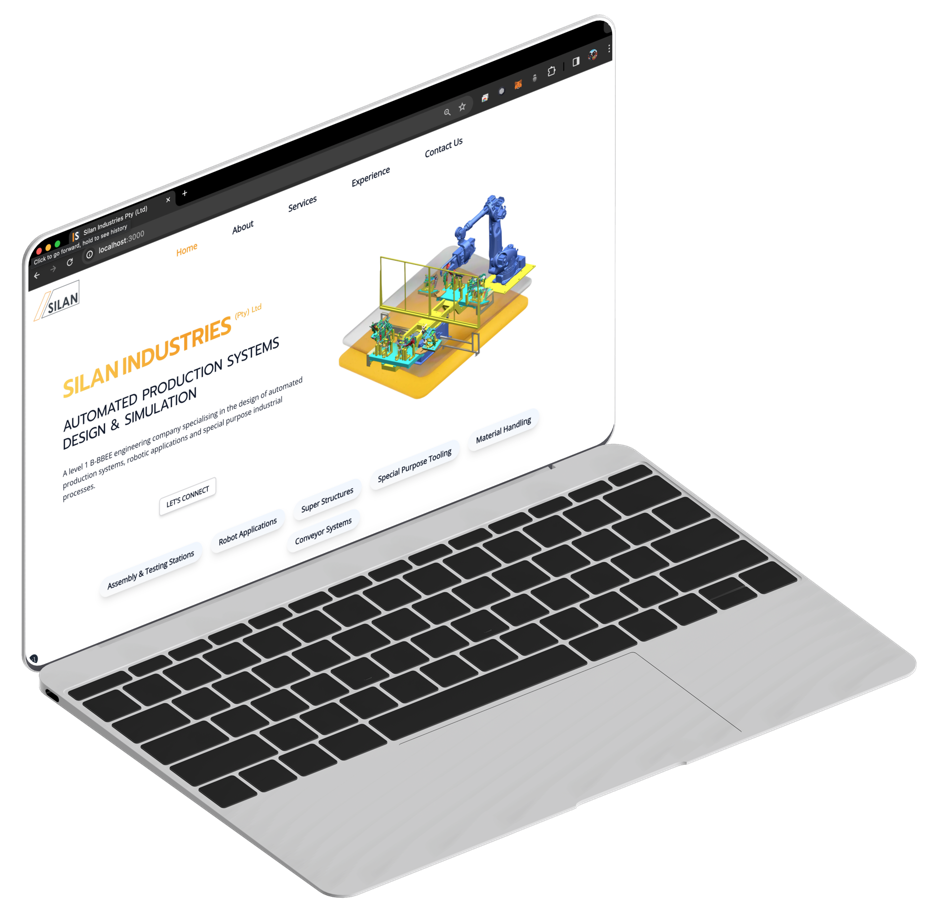 Silan Industries Pty (Ltd)
Click to go forward, hold to see history
localhost:3000
SILAN
Home
About
Services
Experience
Contact Us
SILAN INDUSTRIES (Pty) Ltd
AUTOMATED PRODUCTION SYSTEMS
DESIGN & SIMULATION
A level 1 B-BBEE engineering company specialising in the design of automated
production systems, robotic applications and special purpose industrial
processes.
LET'S CONNECT
Assembly & Testing Stations
Robot Applications
Super Structures
Special Purpose Tooling
Material Handling
Conveyor Systems